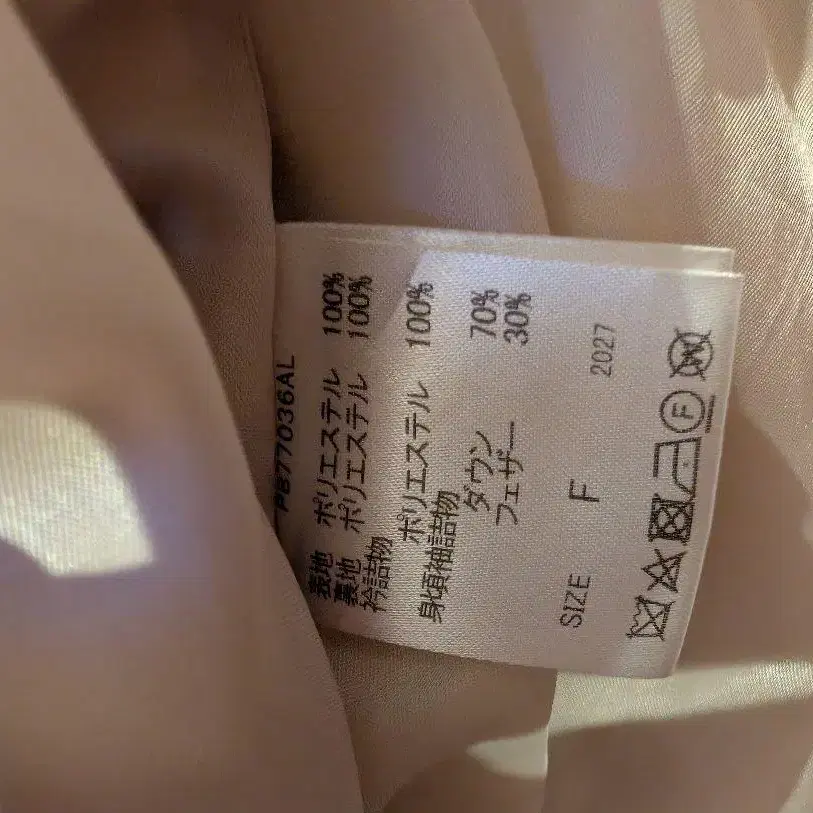 PB77036AL
表地 ポリエステル 100%
裏地 ポリエステル 100%
衿詰物
ポリエステル 100%
身頃袖詰物
ダウン 70%
フェザー 30%
SIZE F 2027
F W